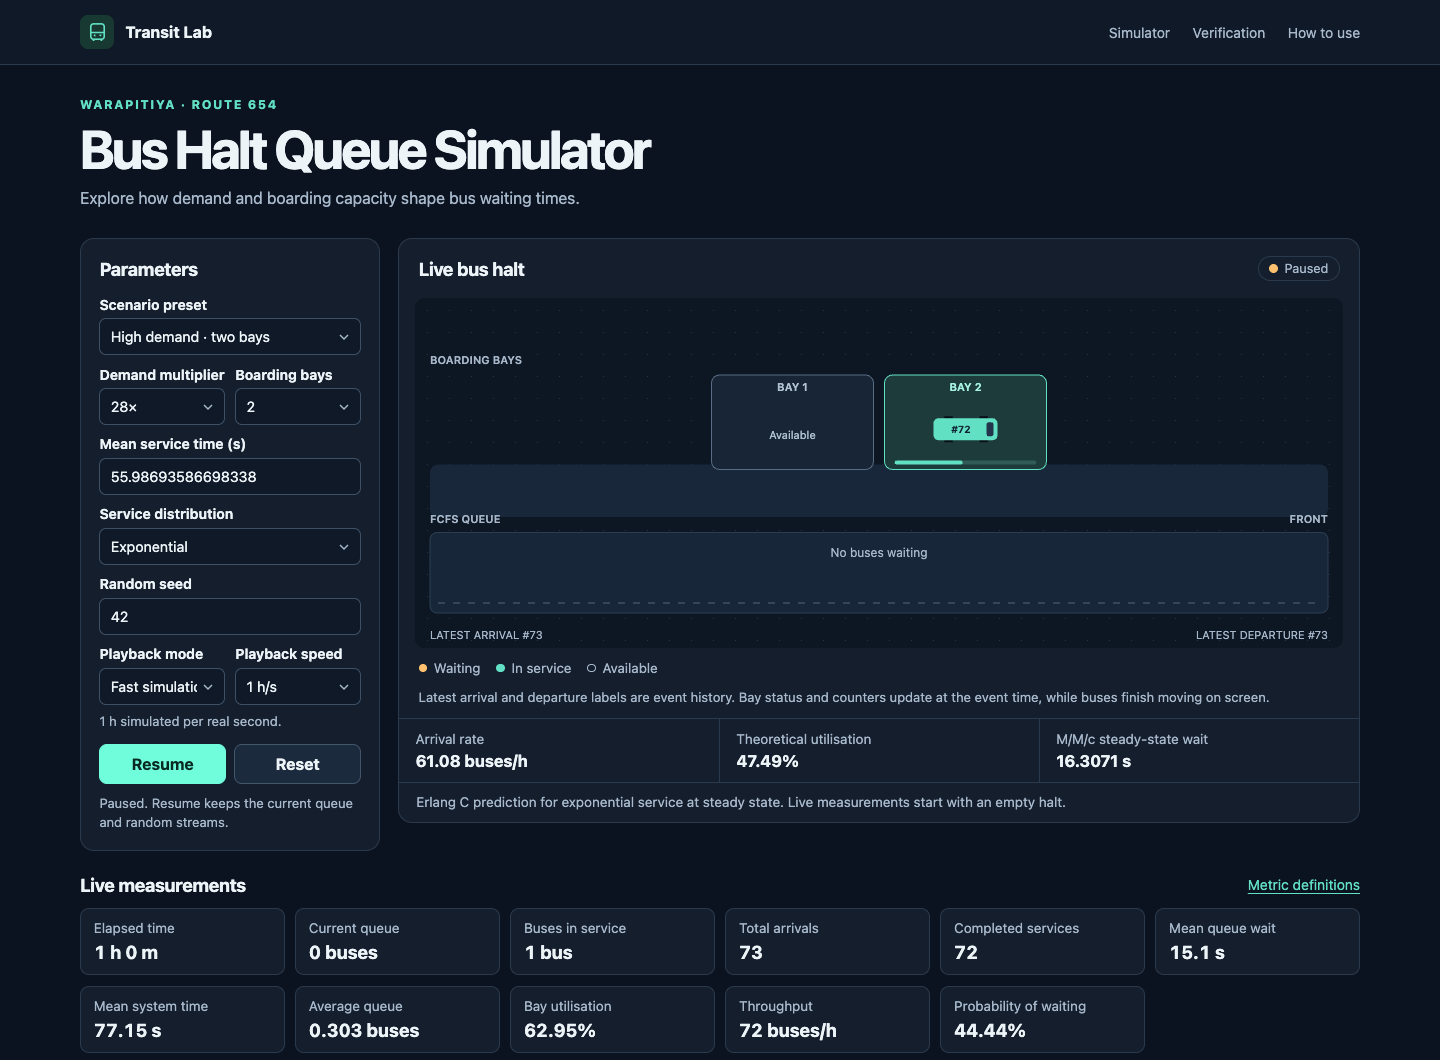 Transit Lab
Simulator
Verification
How to use
WARAPITIYA · ROUTE 654
Bus Halt Queue Simulator
Explore how demand and boarding capacity shape bus waiting times.
Parameters
Scenario preset
High demand · two bays
Demand multiplier
Boarding bays
28×
2
Mean service time (s)
55.98693586698338
Service distribution
Exponential
Random seed
42
Playback mode
Playback speed
Fast simulatic
1 h/s
1 h simulated per real second.
Resume
Reset
Paused. Resume keeps the current queue
and random streams.
Live bus halt
Paused
BOARDING BAYS
BAY 1
BAY 2
Available
#72
FCFS QUEUE
FRONT
No buses waiting
LATEST ARRIVAL #73
LATEST DEPARTURE #73
Waiting
In service
Available
Latest arrival and departure labels are event history. Bay status and counters update at the event time, while buses finish moving on screen.
Arrival rate
61.08 buses/h
Theoretical utilisation
47.49%
M/M/c steady-state wait
16.3071 s
Erlang C prediction for exponential service at steady state. Live measurements start with an empty halt.
Live measurements
Metric definitions
Elapsed time
1 h 0 m
Current queue
0 buses
Buses in service
1 bus
Total arrivals
73
Completed services
72
Mean queue wait
15.1 s
Mean system time
77.15 s
Average queue
0.303 buses
Bay utilisation
62.95%
Throughput
72 buses/h
Probability of waiting
44.44%